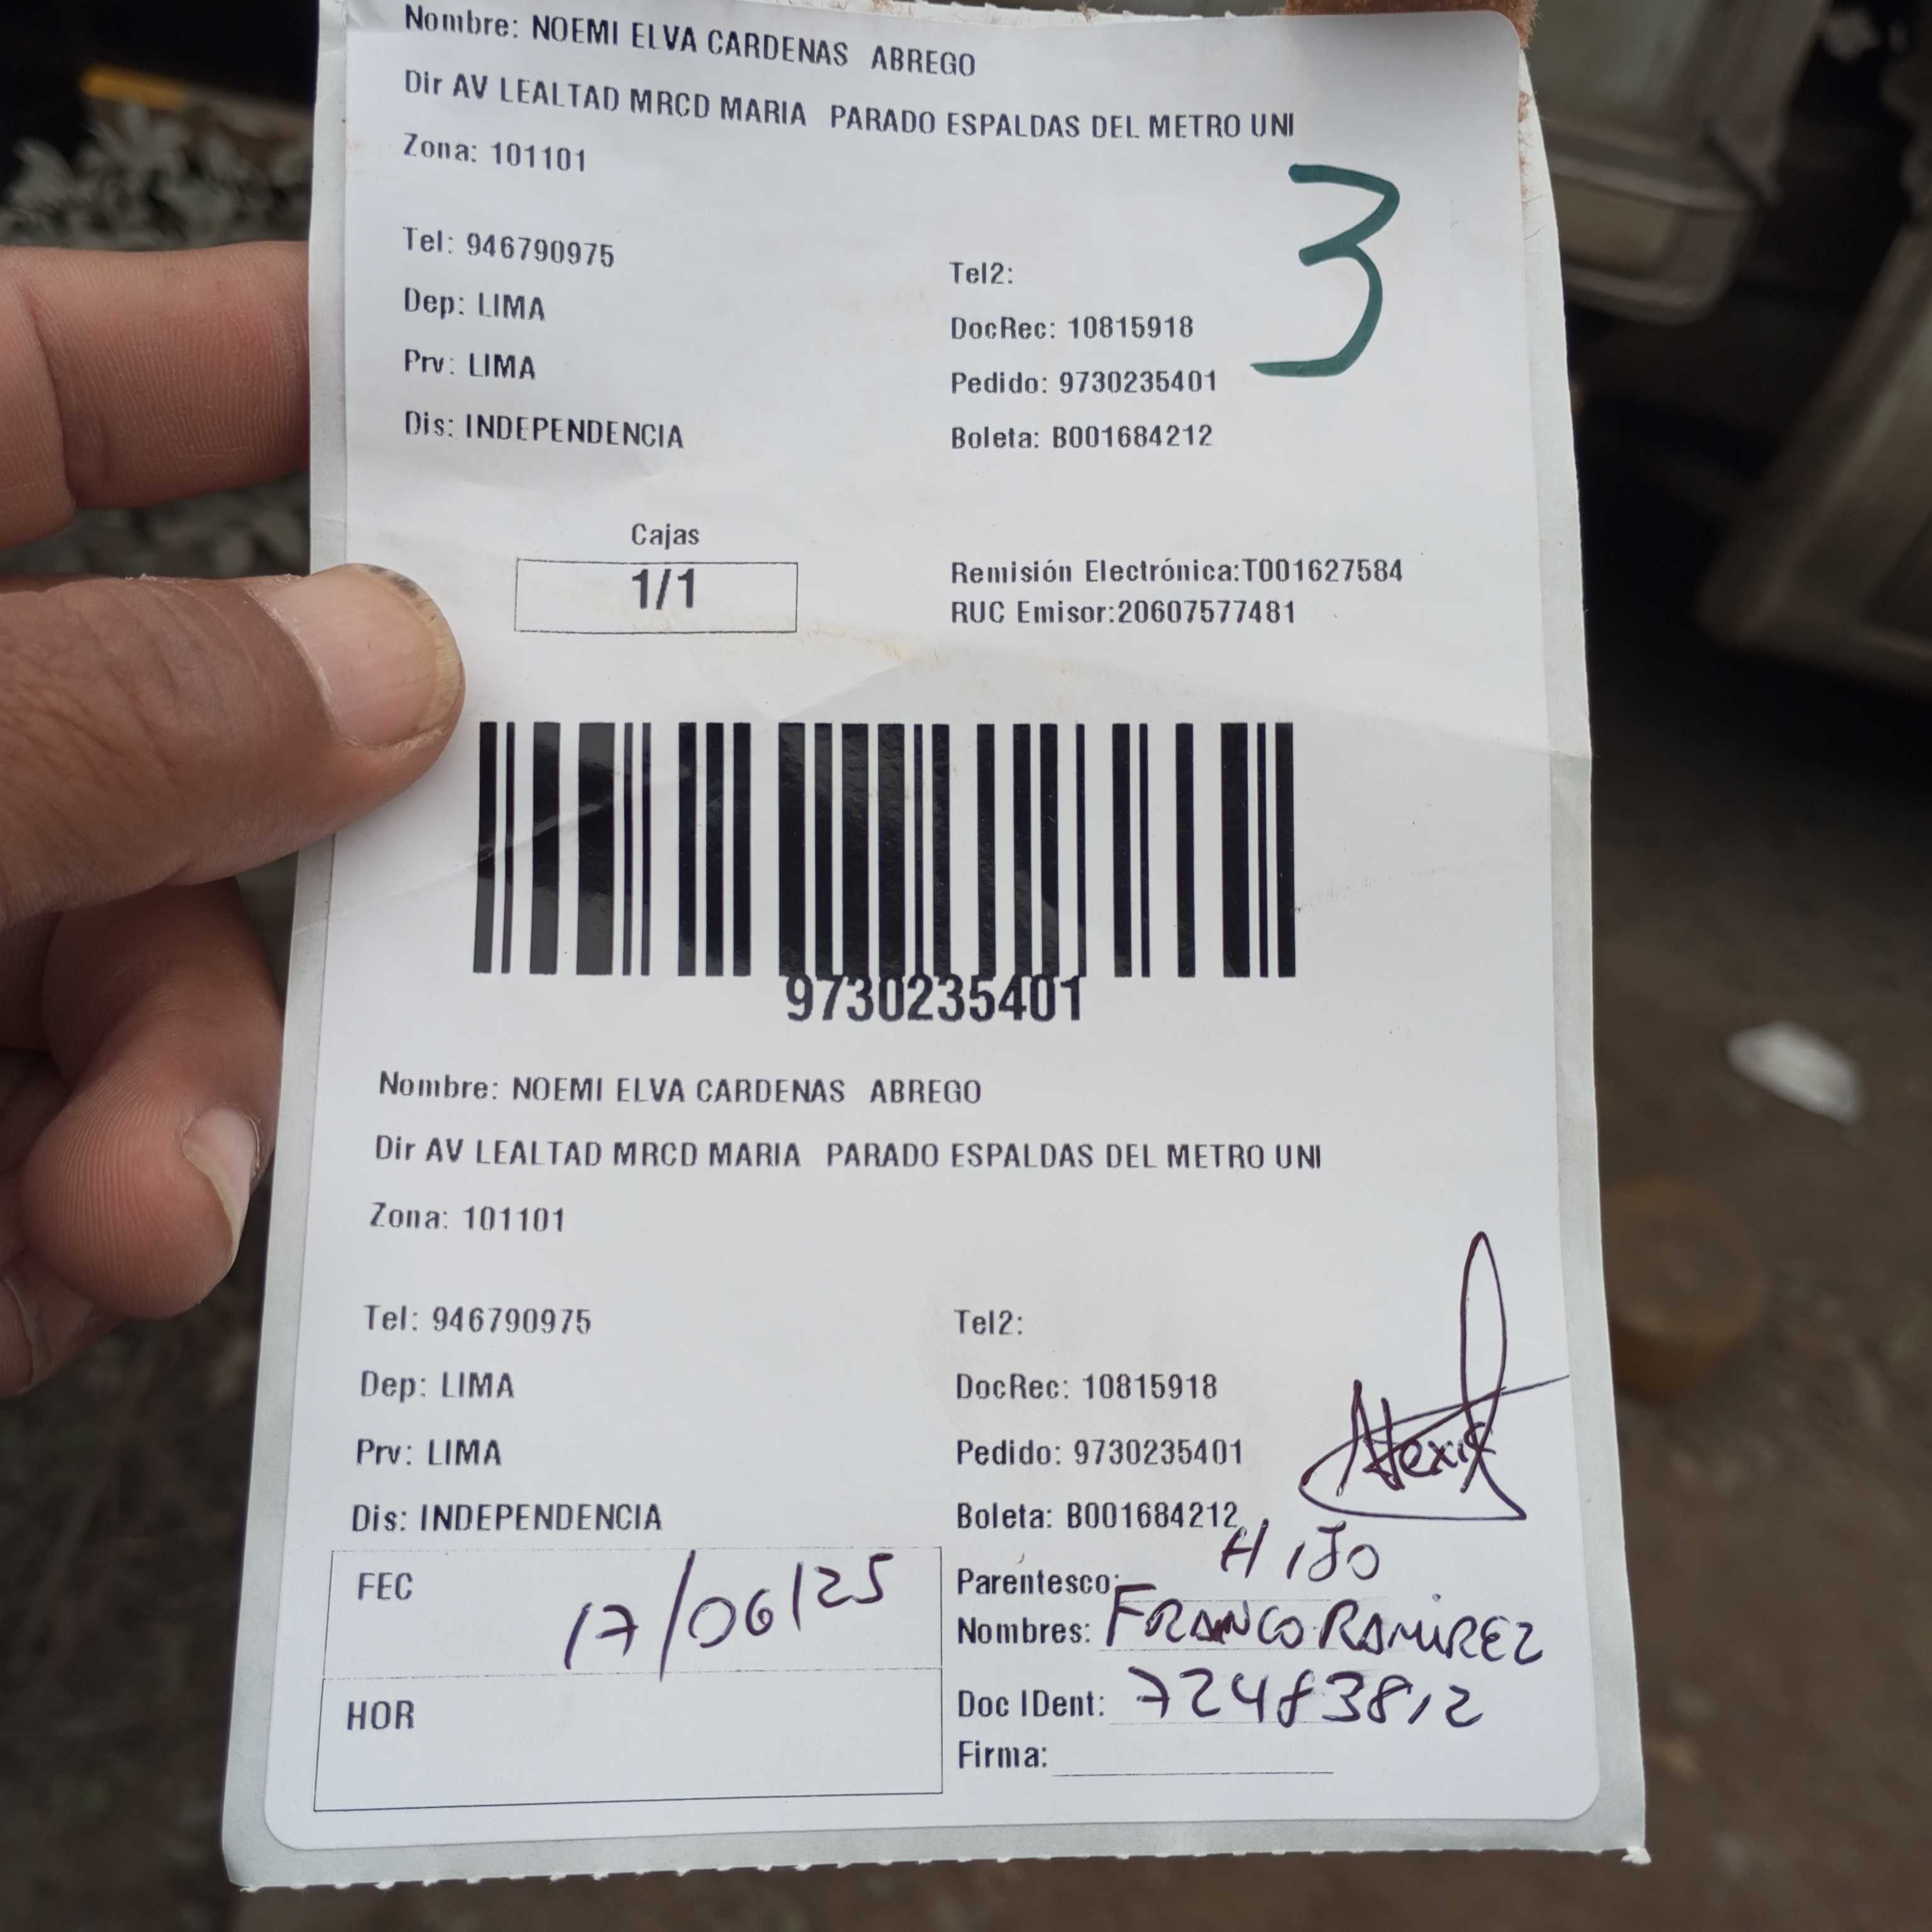 Nombre: NOEMI ELVA CARDENAS ABREGO
Dir AV LEALTAD MRCD MARIA PARADO ESPALDAS DEL METRO UNI
Zona: 101101
3
Tel: 946790975
Tel2:
Dep: LIMA
DocRec: 10815918
Prv: LIMA
Pedido: 9730235401
Dis: INDEPENDENCIA
Boleta: B001684212
Cajas
1/1
Remisión Electrónica:T001627584
RUC Emisor:20607577481
9730235401
Nombre: NOEMI ELVA CARDENAS ABREGO
Dir AV LEALTAD MRCD MARIA PARADO ESPALDAS DEL METRO UNI
Zona: 101101
Tel: 946790975
Tel2:
Dep: LIMA
DocRec: 10815918
Prv: LIMA
Pedido: 9730235401
Alexis
Dis: INDEPENDENCIA
Boleta: B001684212
FEC 17/06/25
Parentesco: HIJO
Nombres: FRANCO RAMIREZ
HOR
Doc IDent: 72483812
Firma: